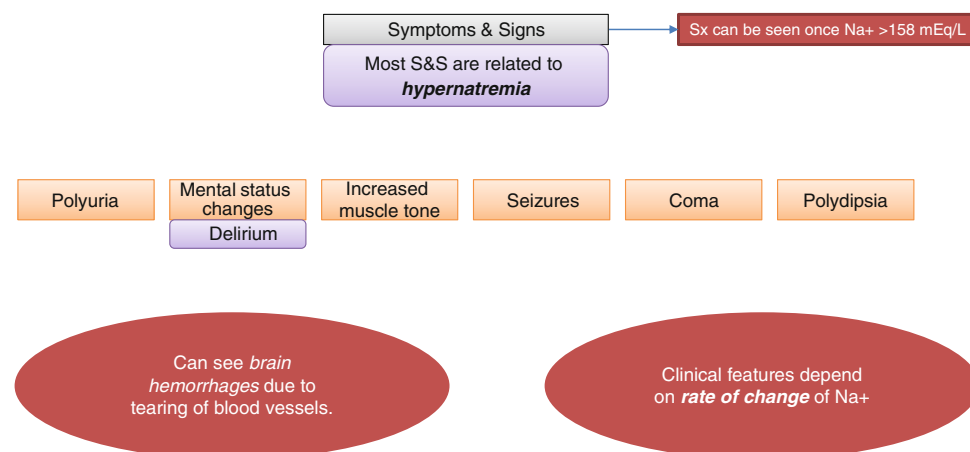 Symptoms & Signs
Sx can be seen once Na+ >158 mEq/L
Most S&S are related to
hypernatremia
Polyuria
Mental status
changes
Delirium
Increased
muscle tone
Seizures
Coma
Polydipsia
Can see brain
hemorrhages due to
tearing of blood vessels.
Clinical features depend
on rate of change of Na+